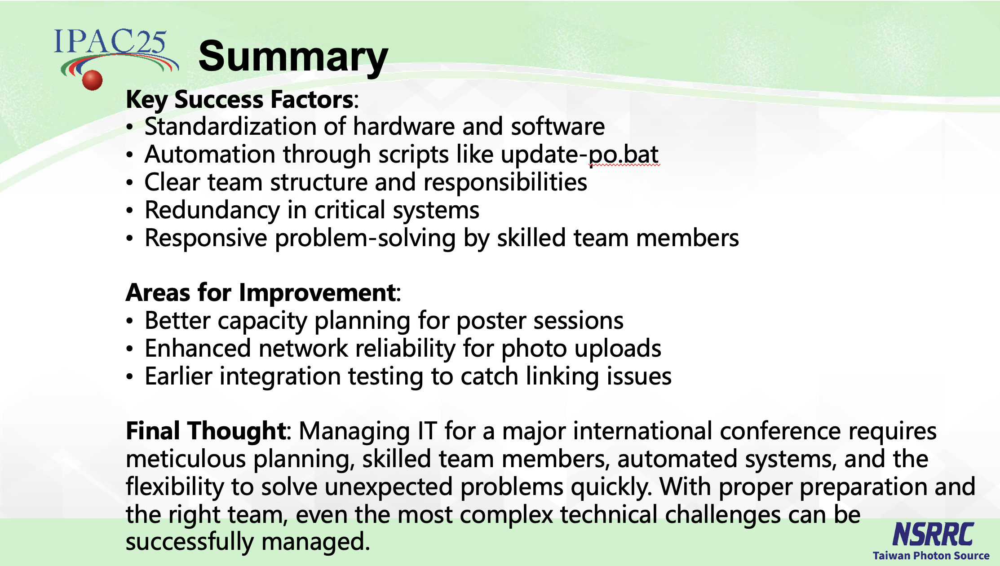 IPAC25
Summary
Key Success Factors:
• Standardization of hardware and software
• Automation through scripts like update-po.bat
• Clear team structure and responsibilities
• Redundancy in critical systems
• Responsive problem-solving by skilled team members
Areas for Improvement:
• Better capacity planning for poster sessions
• Enhanced network reliability for photo uploads
• Earlier integration testing to catch linking issues
Final Thought: Managing IT for a major international conference requires
meticulous planning, skilled team members, automated systems, and the
flexibility to solve unexpected problems quickly. With proper preparation and
the right team, even the most complex technical challenges can be
successfully managed.
NSRRC
Taiwan Photon Source